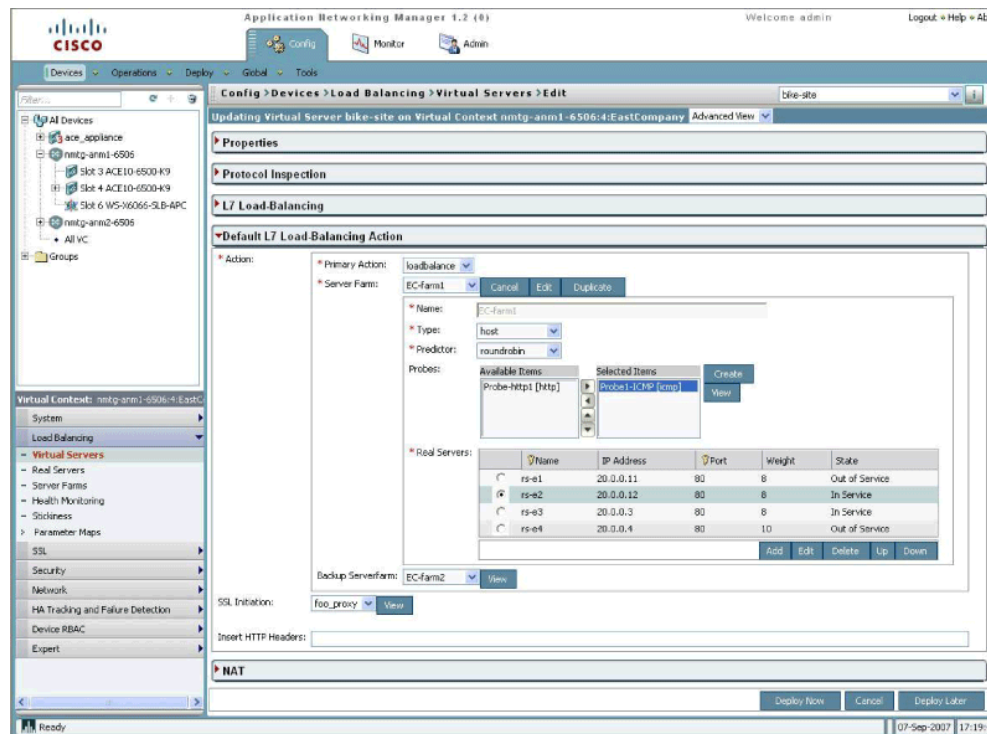 Application Networking Manager 1.2 (0)
Welcome admin
Logout
Help
Ab
CISCO
Config
Monitor
Admin
Devices
Operations
Deploy
Global
Tools
Filter...
All Devices
ace_appliance
nmtg-anm1-6506
Slot 3 ACE10-6500-K9
Slot 4 ACE10-6500-K9
Slot 6 WS-X6066-SLB-APC
nmtg-anm2-6506
All VC
Groups
Virtual Context: nmtg-anm1-6506:4:EastC
System
Load Balancing
Virtual Servers
Real Servers
Server Farms
Health Monitoring
Stickiness
Parameter Maps
SSL
Security
Network
HA Tracking and Failure Detection
Device RBAC
Expert
Config >Devices >Load Balancing >Virtual Servers >Edit
bike-site
Updating Virtual Server bike-site on Virtual Context nmtg-anm1-6506:4:EastCompany
Advanced View
Properties
Protocol Inspection
L7 Load-Balancing
Default L7 Load-Balancing Action
* Action:
* Primary Action: loadbalance
* Server Farm: EC-farm1 Cancel Edit Duplicate
* Name: EC-farm1
* Type: host
* Predictor: roundrobin
Probes: Available Items Selected Items Create
Probe-http1 [http] Probe1-ICMP [icmp] View
* Real Servers: Name IP Address Port Weight State
rs-e1 20.0.0.11 80 8 Out of Service
rs-e2 20.0.0.12 80 8 In Service
rs-e3 20.0.0.3 80 8 In Service
rs-e4 20.0.0.4 80 10 Out of Service
Add Edit Delete Up Down
Backup Serverfarm: EC-farm2 View
SSL Initiation: foo_proxy View
Insert HTTP Headers:
NAT
Deploy Now Cancel Deploy Later
Ready
07-Sep-2007 17:19: